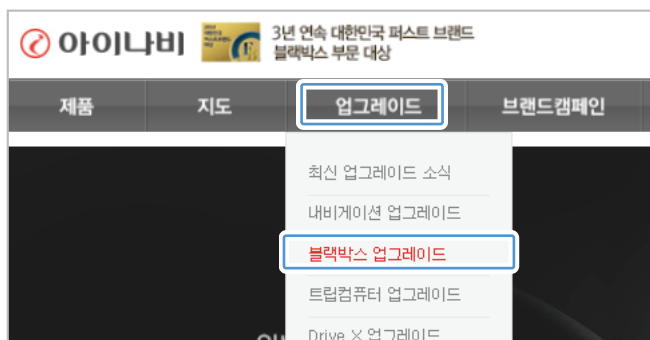 아이나비
3년 연속 대한민국 퍼스트 브랜드
블랙박스 부문 대상
제품 지도 업그레이드 브랜드캠페인
최신 업그레이드 소식
내비게이션 업그레이드
블랙박스 업그레이드
트립컴퓨터 업그레이드
Drive X 업그레이드